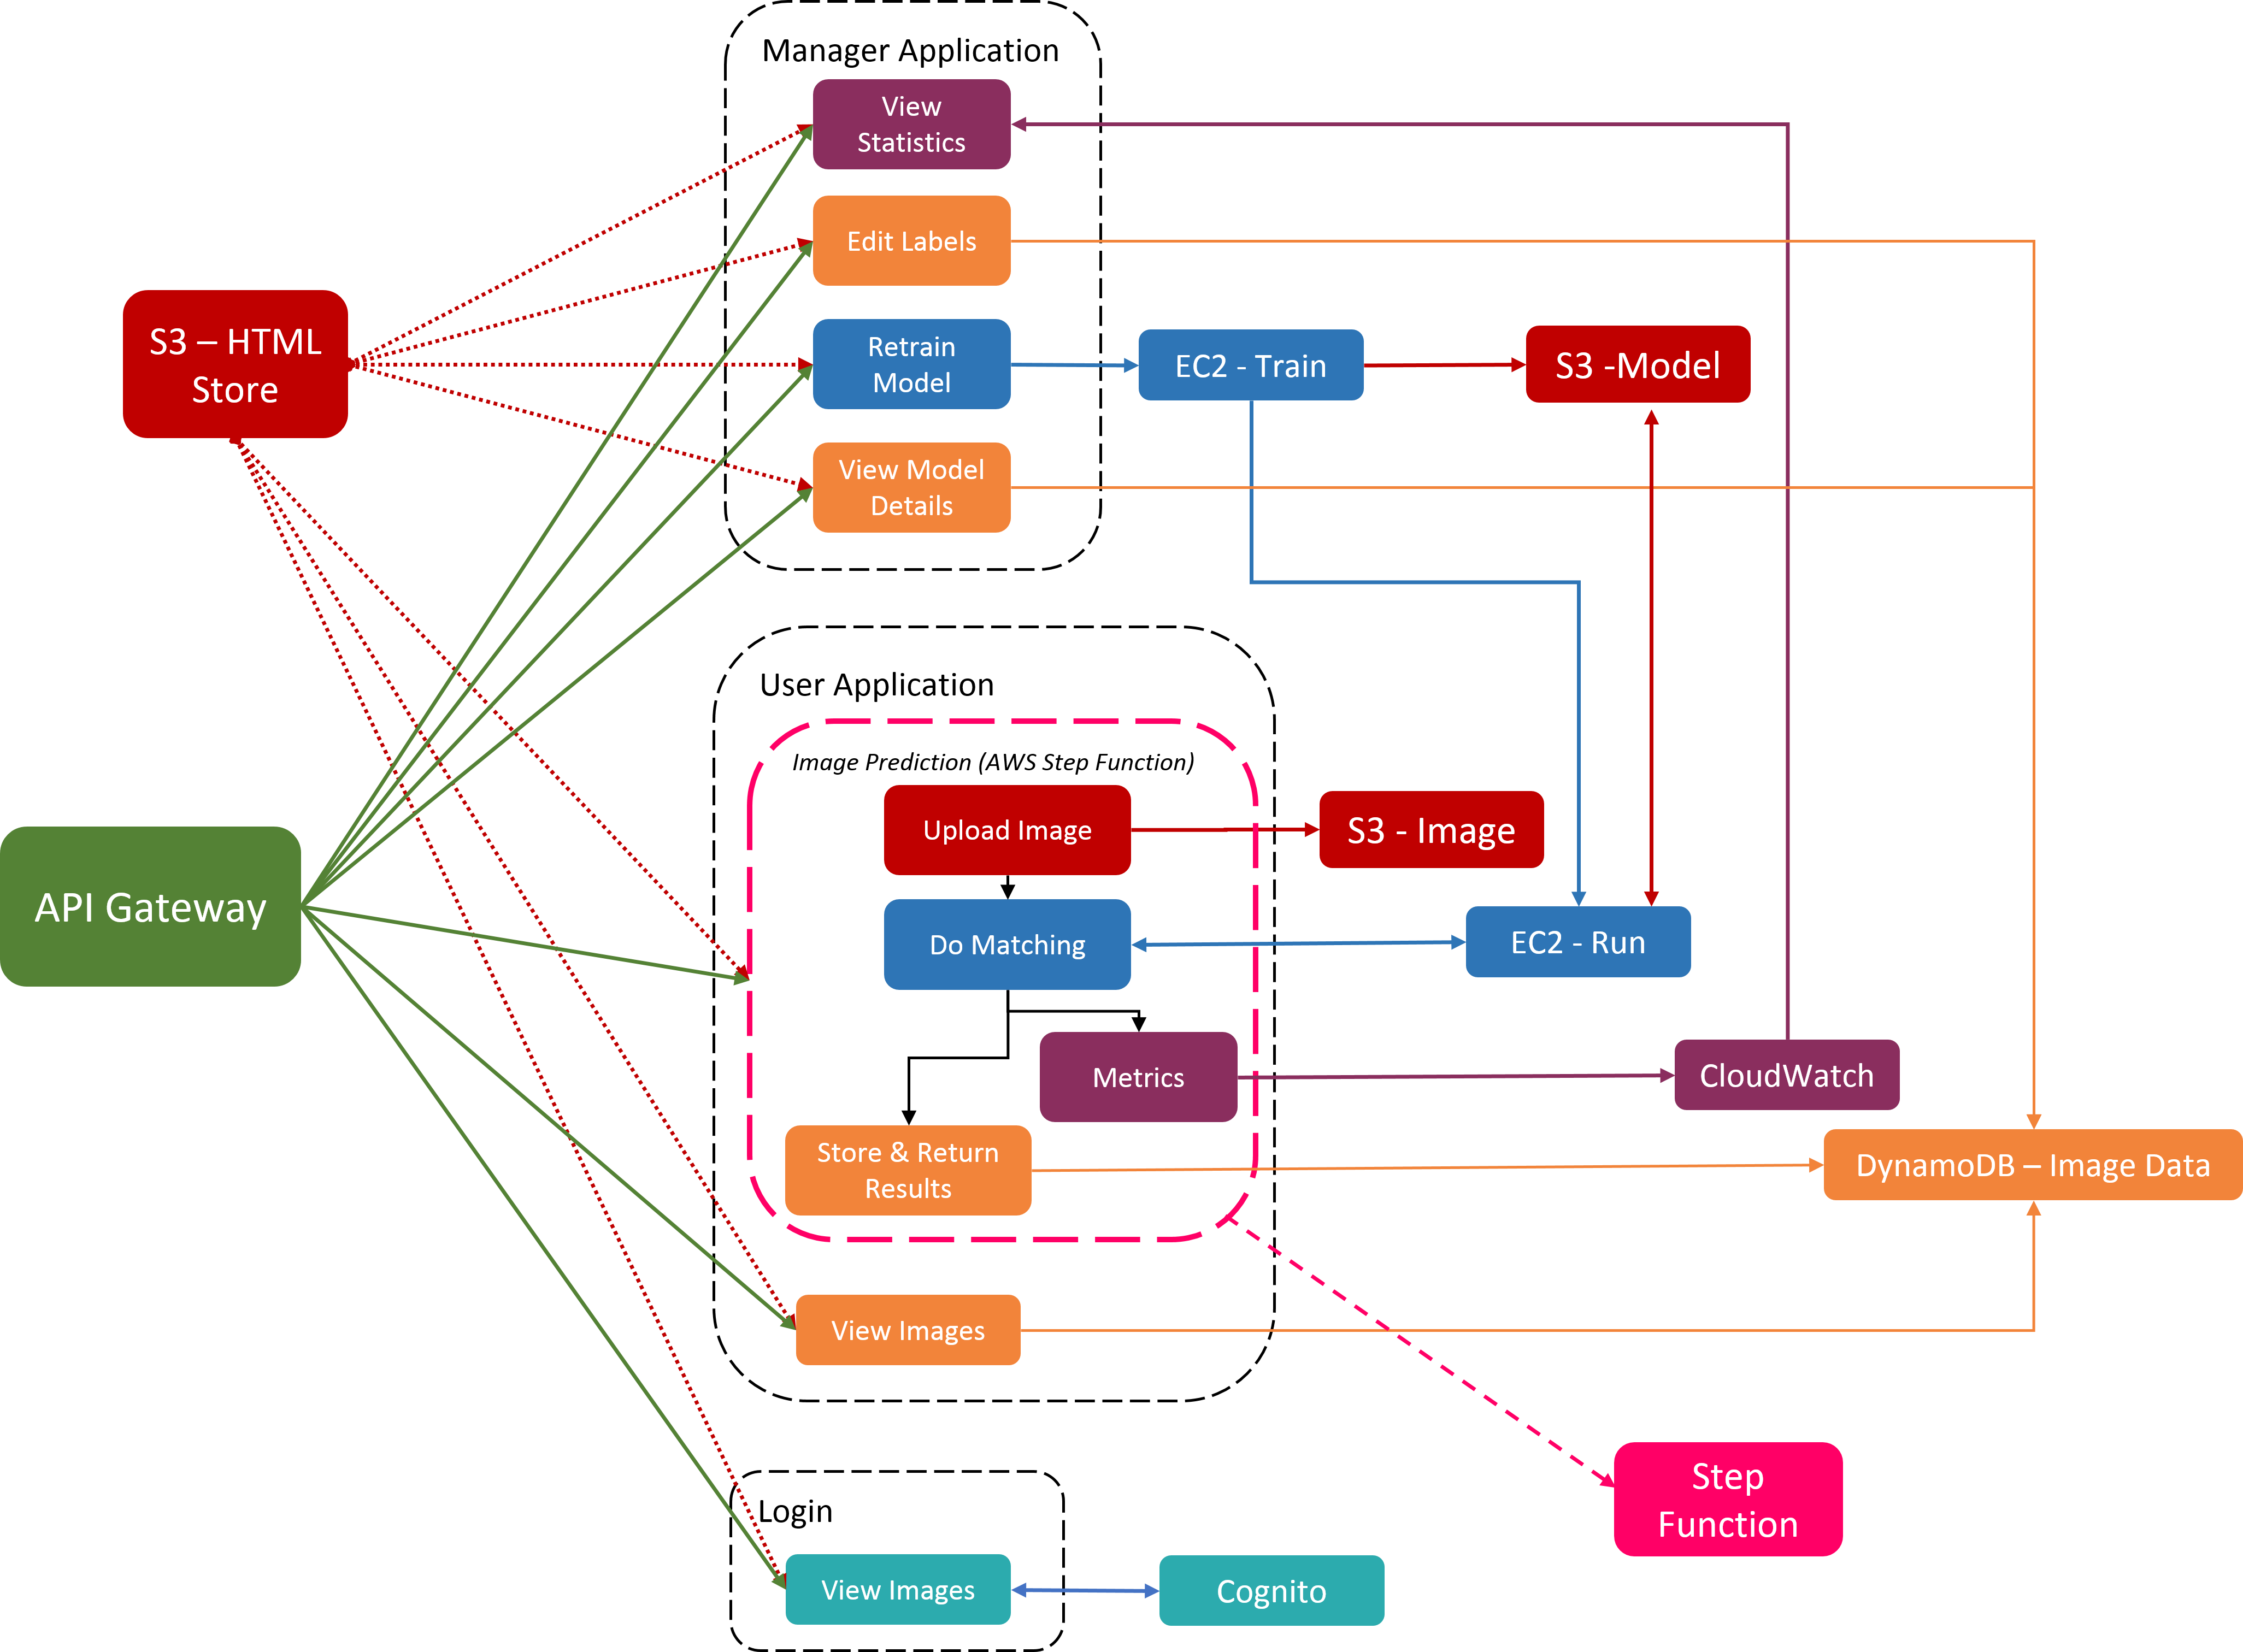 Manager Application
View
Statistics
Edit Labels
S3 – HTML
Store
Retrain
Model
EC2 - Train
S3 -Model
View Model
Details
User Application
Image Prediction (AWS Step Function)
Upload Image
S3 - Image
API Gateway
Do Matching
EC2 - Run
Metrics
CloudWatch
Store & Return
Results
DynamoDB – Image Data
View Images
Step
Function
Login
View Images
Cognito